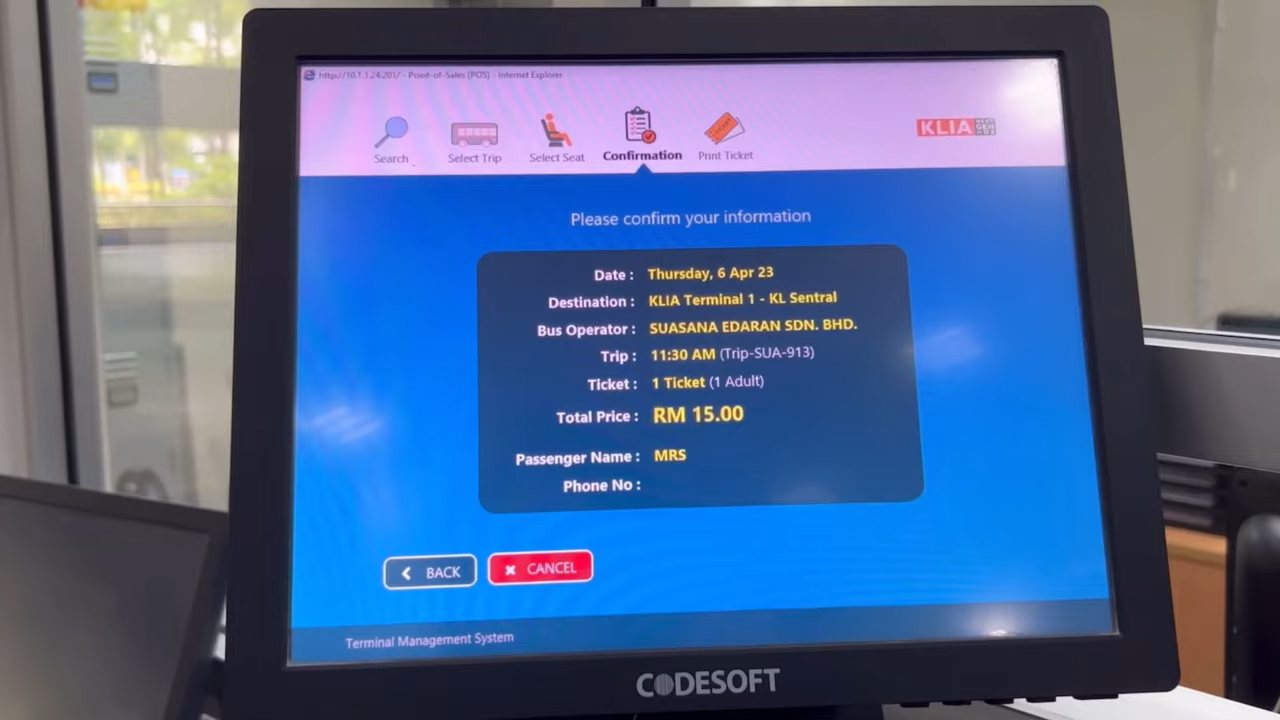 http://10.1.1.24:201/ - Point-of-Sales (POS) - Internet Explorer
Search
Select Trip
Select Seat
Confirmation
TICKET
Print Ticket
KLIA
Please confirm your information
Date : Thursday, 6 Apr 23
Destination : KLIA Terminal 1 - KL Sentral
Bus Operator : SUASANA EDARAN SDN. BHD.
Trip : 11:30 AM (Trip-SUA-913)
Ticket : 1 Ticket (1 Adult)
Total Price : RM 15.00
Passenger Name : MRS
Phone No :
BACK
CANCEL
Terminal Management System
CODESOFT